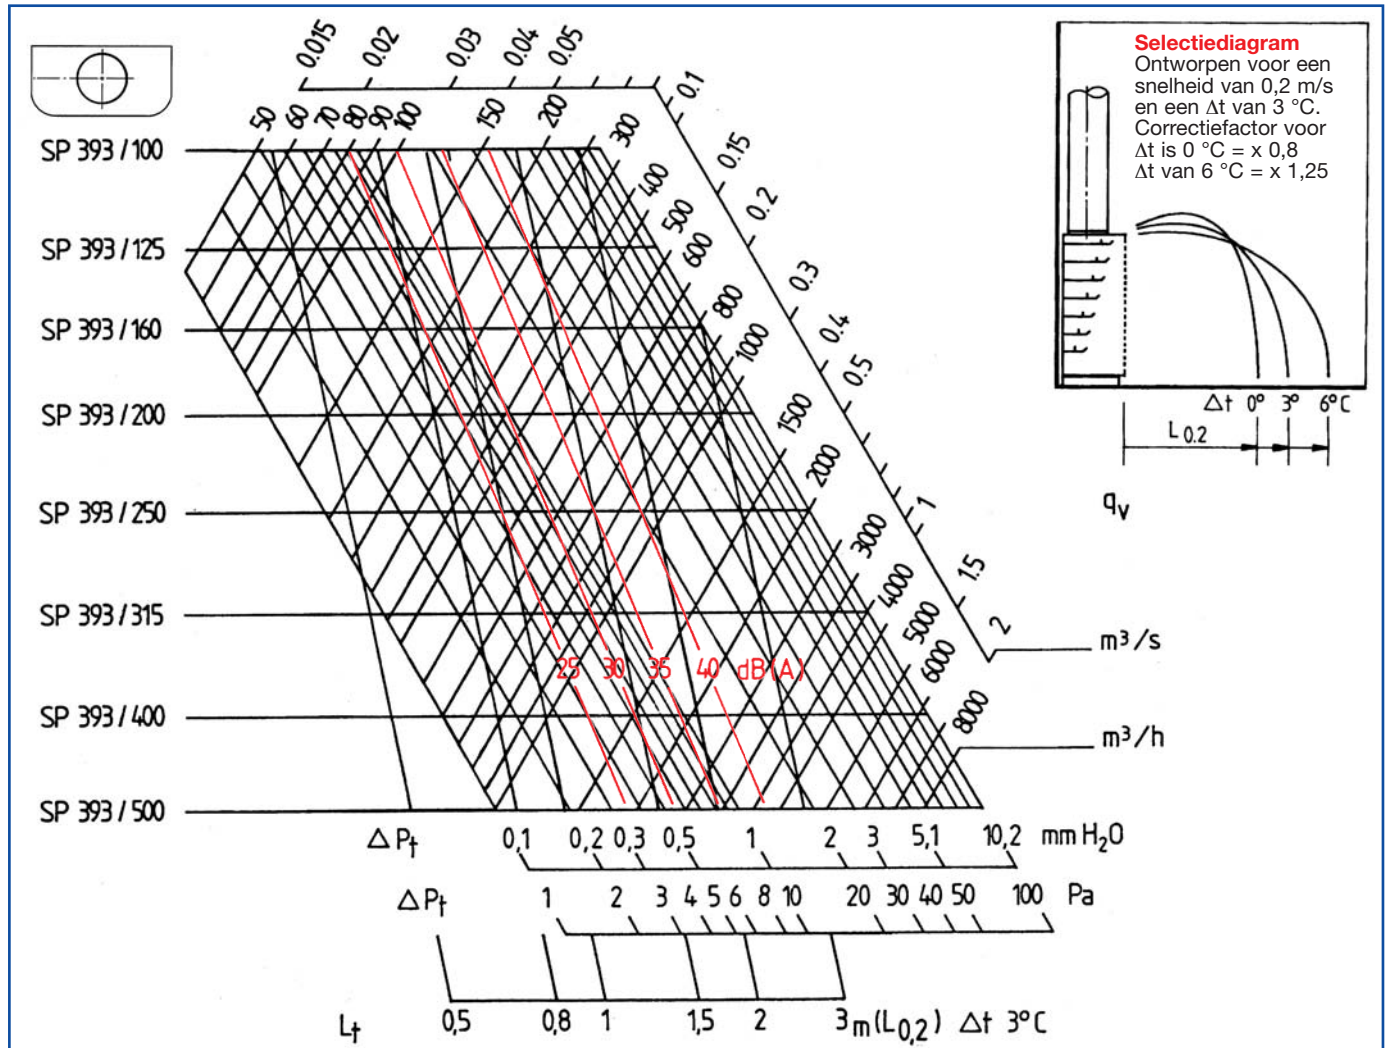 0.015 0.02 0.03 0.04 0.05 0.1 0.15 0.2 0.3 0.4 0.5 1 1.5 2
m³/s
50 60 70 80 90 100 150 200 300 400 500 600 800 1000 1500 2000 3000 4000 5000 6000 8000
m³/h
SP 393/100
SP 393/125
SP 393/160
SP 393/200
SP 393/250
SP 393/315
SP 393/400
SP 393/500
25 30 35 40 dB(A)
ΔPt 0,1 0,2 0,3 0,5 1 2 3 5,1 10,2 mmH₂O
ΔPt 1 2 3 4 5 6 8 10 20 30 40 50 100 Pa
Lt 0,5 0,8 1 1,5 2 3m(L0,2) Δt 3°C
Selectiediagram
Ontworpen voor een
snelheid van 0,2 m/s
en een Δt van 3 °C.
Correctiefactor voor
Δt is 0 °C = x 0,8
Δt van 6 °C = x 1,25
Δt 0° 3° 6°C
L0.2
qv